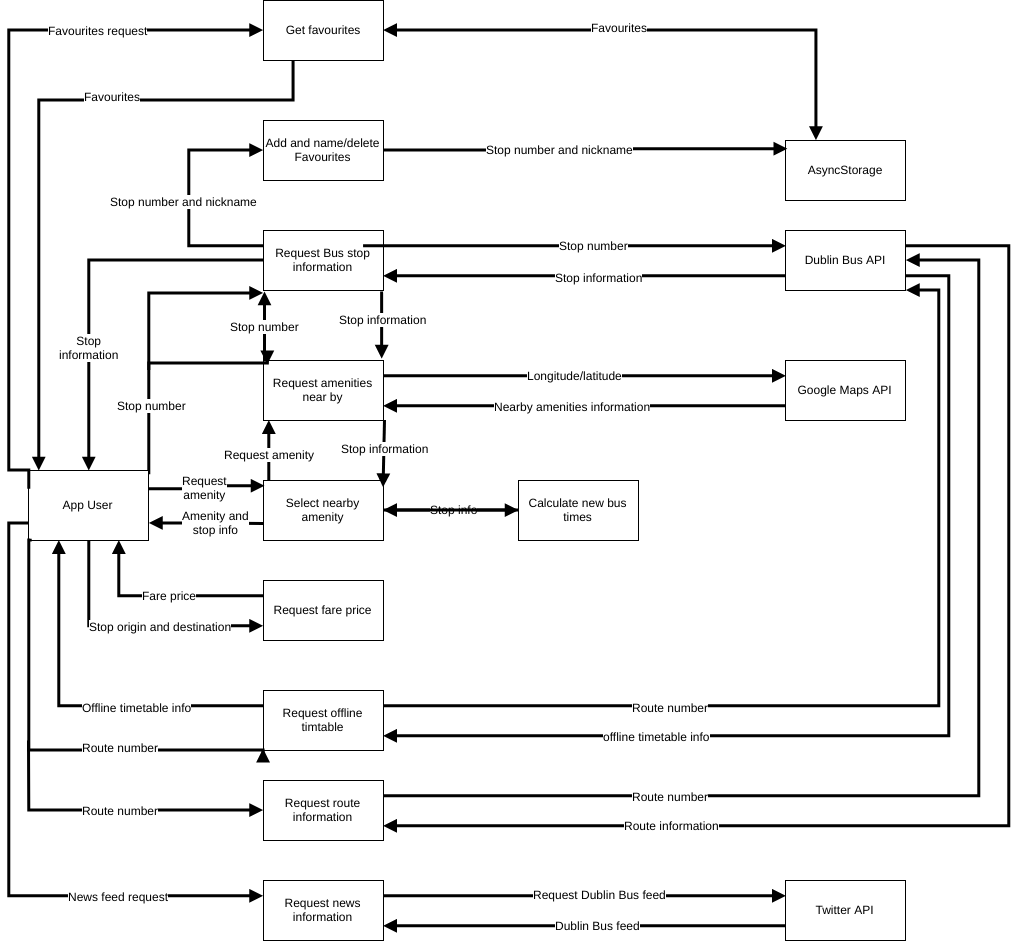 Get favourites
Favourites request
Favourites
Favourites
Add and name/delete
Favourites
Stop number and nickname
AsyncStorage
Stop number and nickname
Request Bus stop
information
Stop number
Dublin Bus API
Stop information
Stop number
Stop information
Stop
information
Request amenities
near by
Longitude/latitude
Google Maps API
Stop number
Nearby amenities information
Request amenity
Stop information
App User
Request
amenity
Select nearby
amenity
Stop info
Calculate new bus
times
Amenity and
stop info
Fare price
Request fare price
Stop origin and destination
Offline timetable info
Request offline
timtable
Route number
offline timetable info
Route number
Route number
Request route
information
Route number
Route information
News feed request
Request news
information
Request Dublin Bus feed
Dublin Bus feed
Twitter API